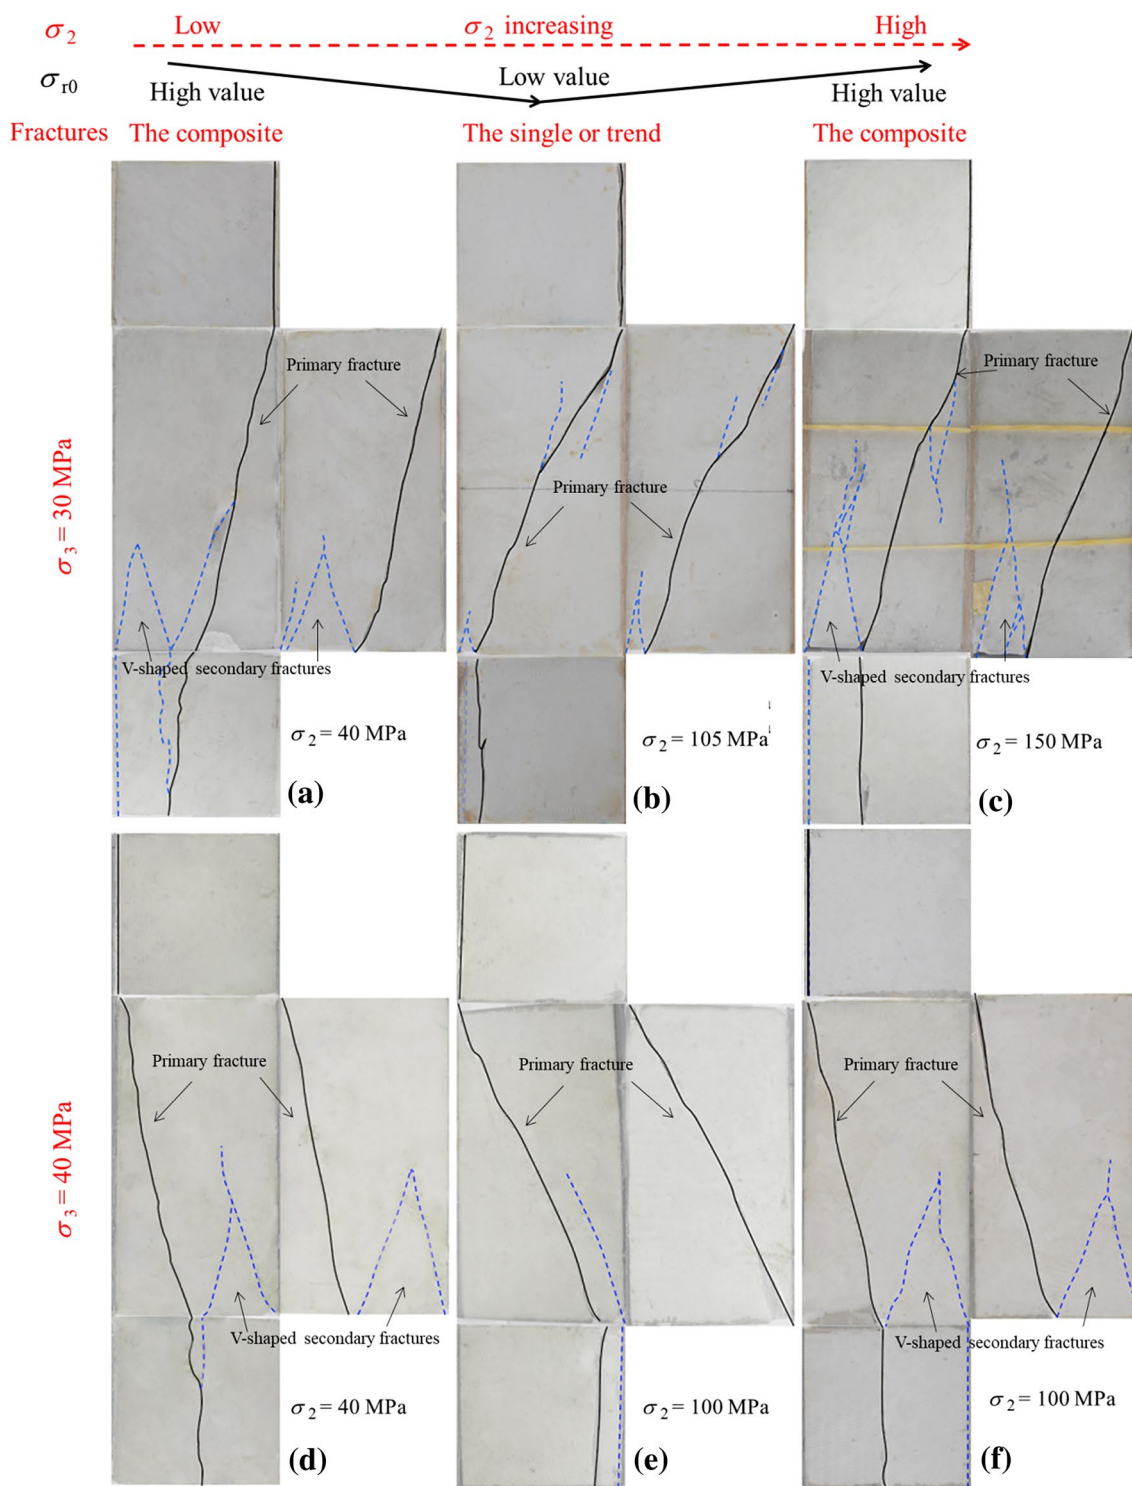 σ2 Low σ2 increasing High
σr0 High value Low value High value
Fractures The composite The single or trend The composite
σ3 = 30 MPa
Primary fracture
V-shaped secondary fractures
σ2 = 40 MPa
(a)
Primary fracture
σ2 = 105 MPa
(b)
Primary fracture
V-shaped secondary fractures
σ2 = 150 MPa
(c)
σ3 = 40 MPa
Primary fracture
V-shaped secondary fractures
σ2 = 40 MPa
(d)
Primary fracture
σ2 = 100 MPa
(e)
Primary fracture
V-shaped secondary fractures
σ2 = 100 MPa
(f)